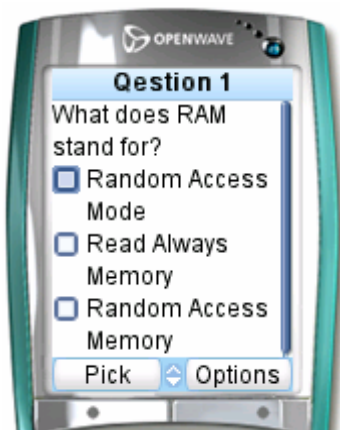 OPENWAVE
Qestion 1
What does RAM
stand for?
Random Access
Mode
Read Always
Memory
Random Access
Memory
Pick Options